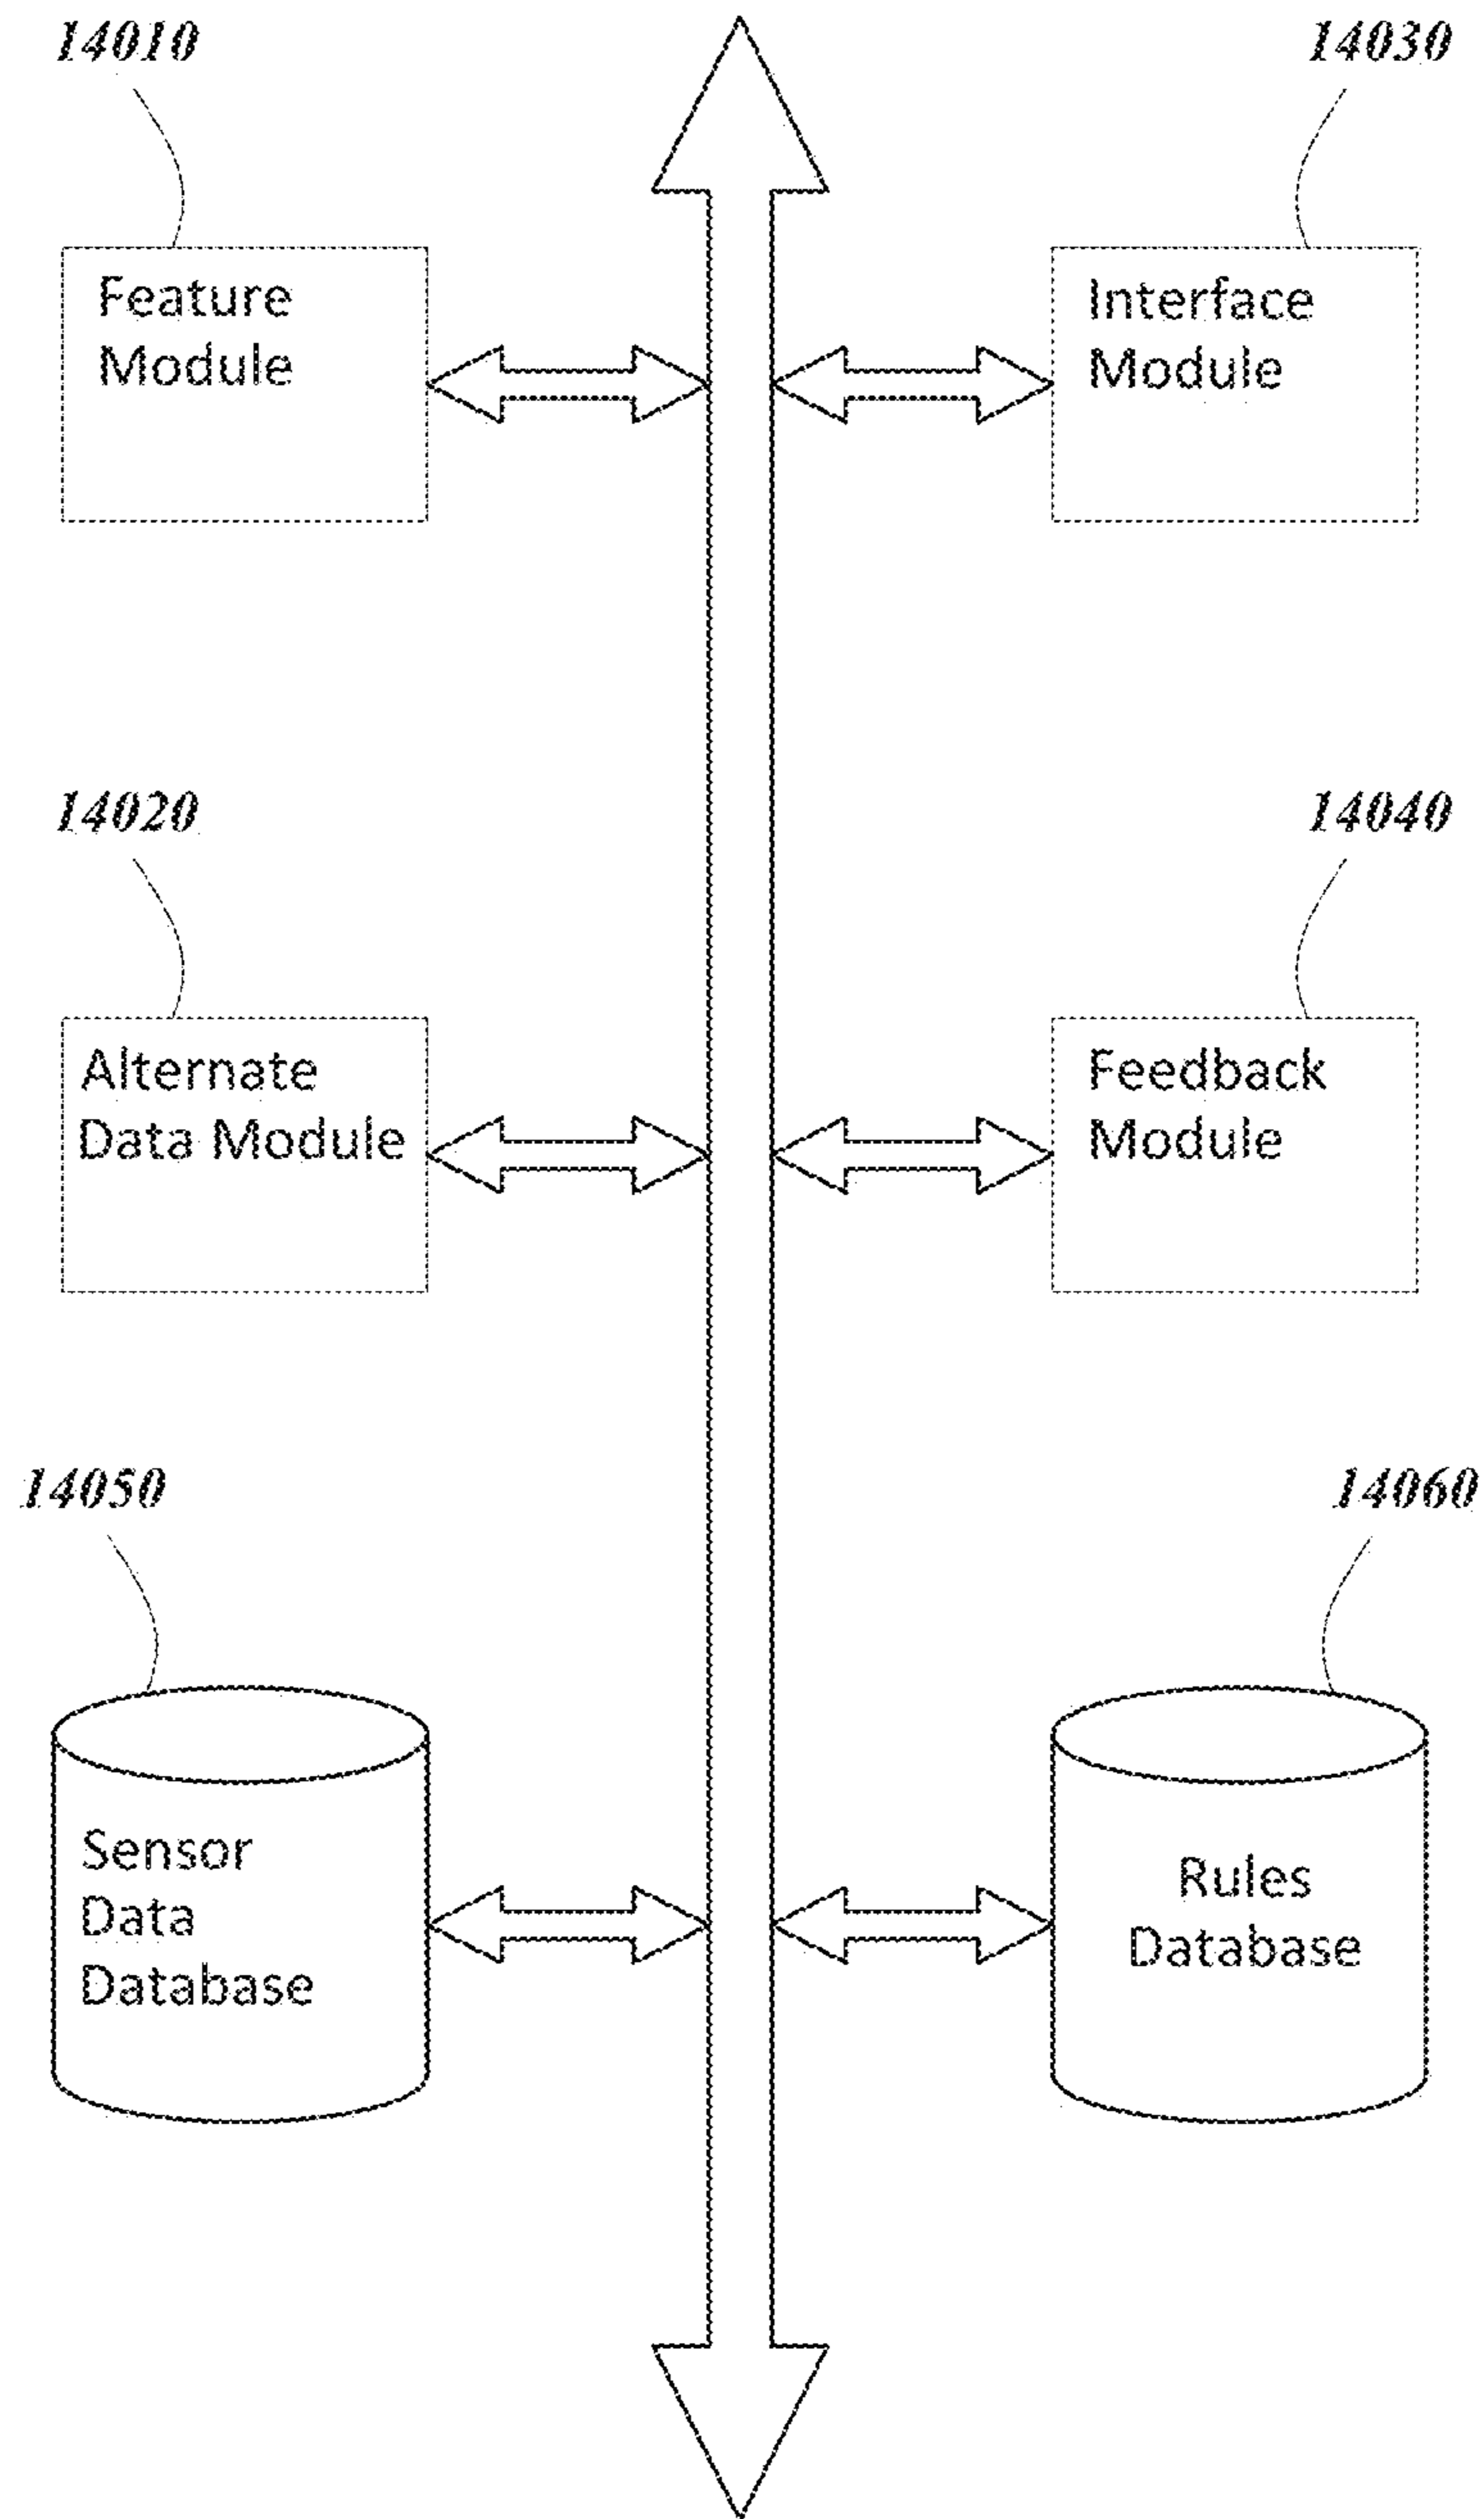 14010
14030
Feature
Module
Interface
Module
14020
14040
Alternate
Data Module
Feedback
Module
14050
14060
Sensor
Data
Database
Rules
Database